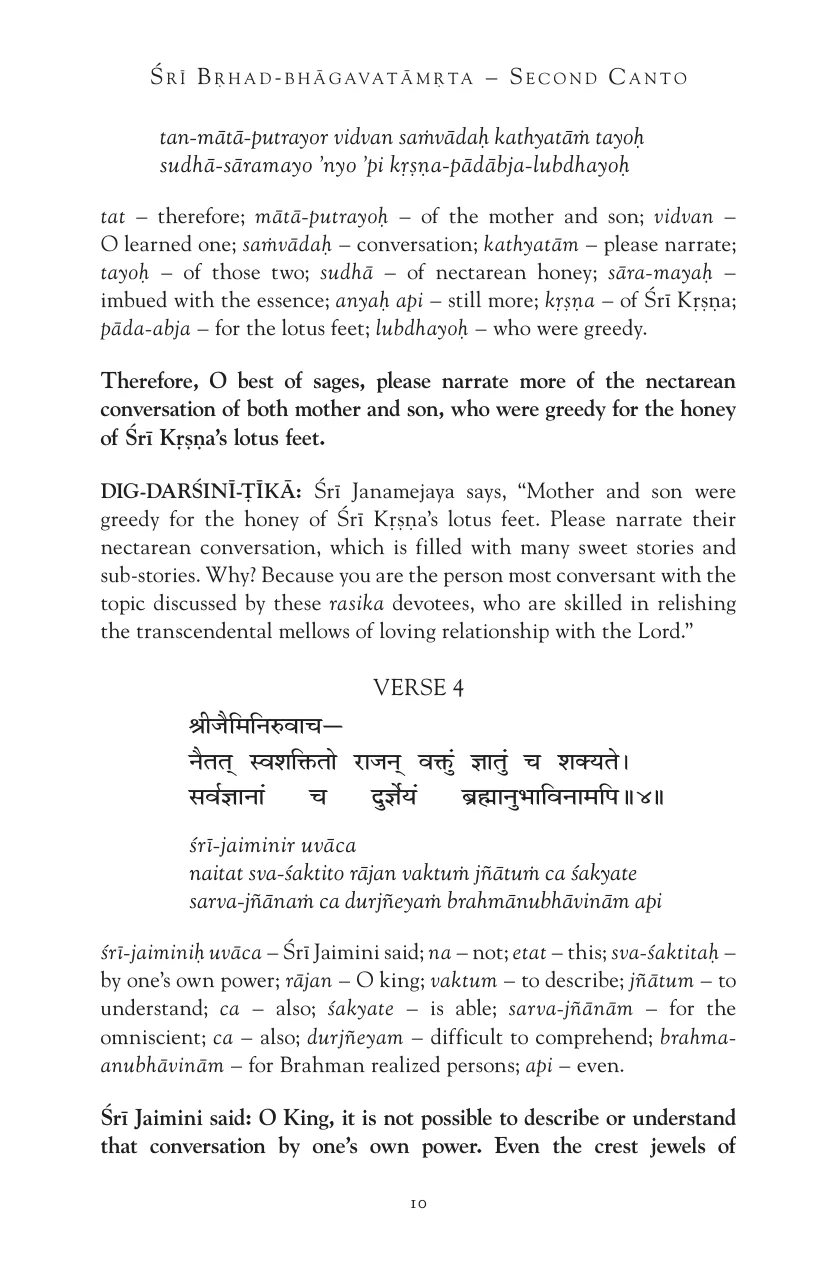 Śrī Bṛhad-bhāgavatāmṛta – Second Canto
tan-mātā-putrayor vidvan saṁvādaḥ kathyatāṁ tayoḥ
sudhā-sāramayo ’nyo ’pi kṛṣṇa-pādābja-lubdhayoḥ
tat – therefore; mātā-putrayoḥ – of the mother and son; vidvan –
O learned one; saṁvādaḥ – conversation; kathyatām – please narrate;
tayoḥ – of those two; sudhā – of nectarean honey; sāra-mayaḥ –
imbued with the essence; anyaḥ api – still more; kṛṣṇa – of Śrī Kṛṣṇa;
pāda-abja – for the lotus feet; lubdhayoḥ – who were greedy.
Therefore, O best of sages, please narrate more of the nectarean
conversation of both mother and son, who were greedy for the honey
of Śrī Kṛṣṇa’s lotus feet.
DIG-DARŚINĪ-ṬĪKĀ: Śrī Janamejaya says, “Mother and son were
greedy for the honey of Śrī Kṛṣṇa’s lotus feet. Please narrate their
nectarean conversation, which is filled with many sweet stories and
sub-stories. Why? Because you are the person most conversant with the
topic discussed by these rasika devotees, who are skilled in relishing
the transcendental mellows of loving relationship with the Lord.”
VERSE 4
श्रीजैमिनिरुवाच—
नैतत् स्वशक्तितो राजन् वक्तुं ज्ञातुं च शक्यते।
सर्वज्ञानां च दुर्ज्ञेयं ब्रह्मानुभाविनामपि॥४॥
śrī-jaiminir uvāca
naitat sva-śaktito rājan vaktuṁ jñātuṁ ca śakyate
sarva-jñānaṁ ca durjñeyaṁ brahmānubhāvinām api
śrī-jaiminiḥ uvāca – Śrī Jaimini said; na – not; etat – this; sva-śaktitaḥ –
by one’s own power; rājan – O king; vaktum – to describe; jñātum – to
understand; ca – also; śakyate – is able; sarva-jñānām – for the
omniscient; ca – also; durjñeyam – difficult to comprehend; brahma-
anubhāvinām – for Brahman realized persons; api – even.
Śrī Jaimini said: O King, it is not possible to describe or understand
that conversation by one’s own power. Even the crest jewels of
10